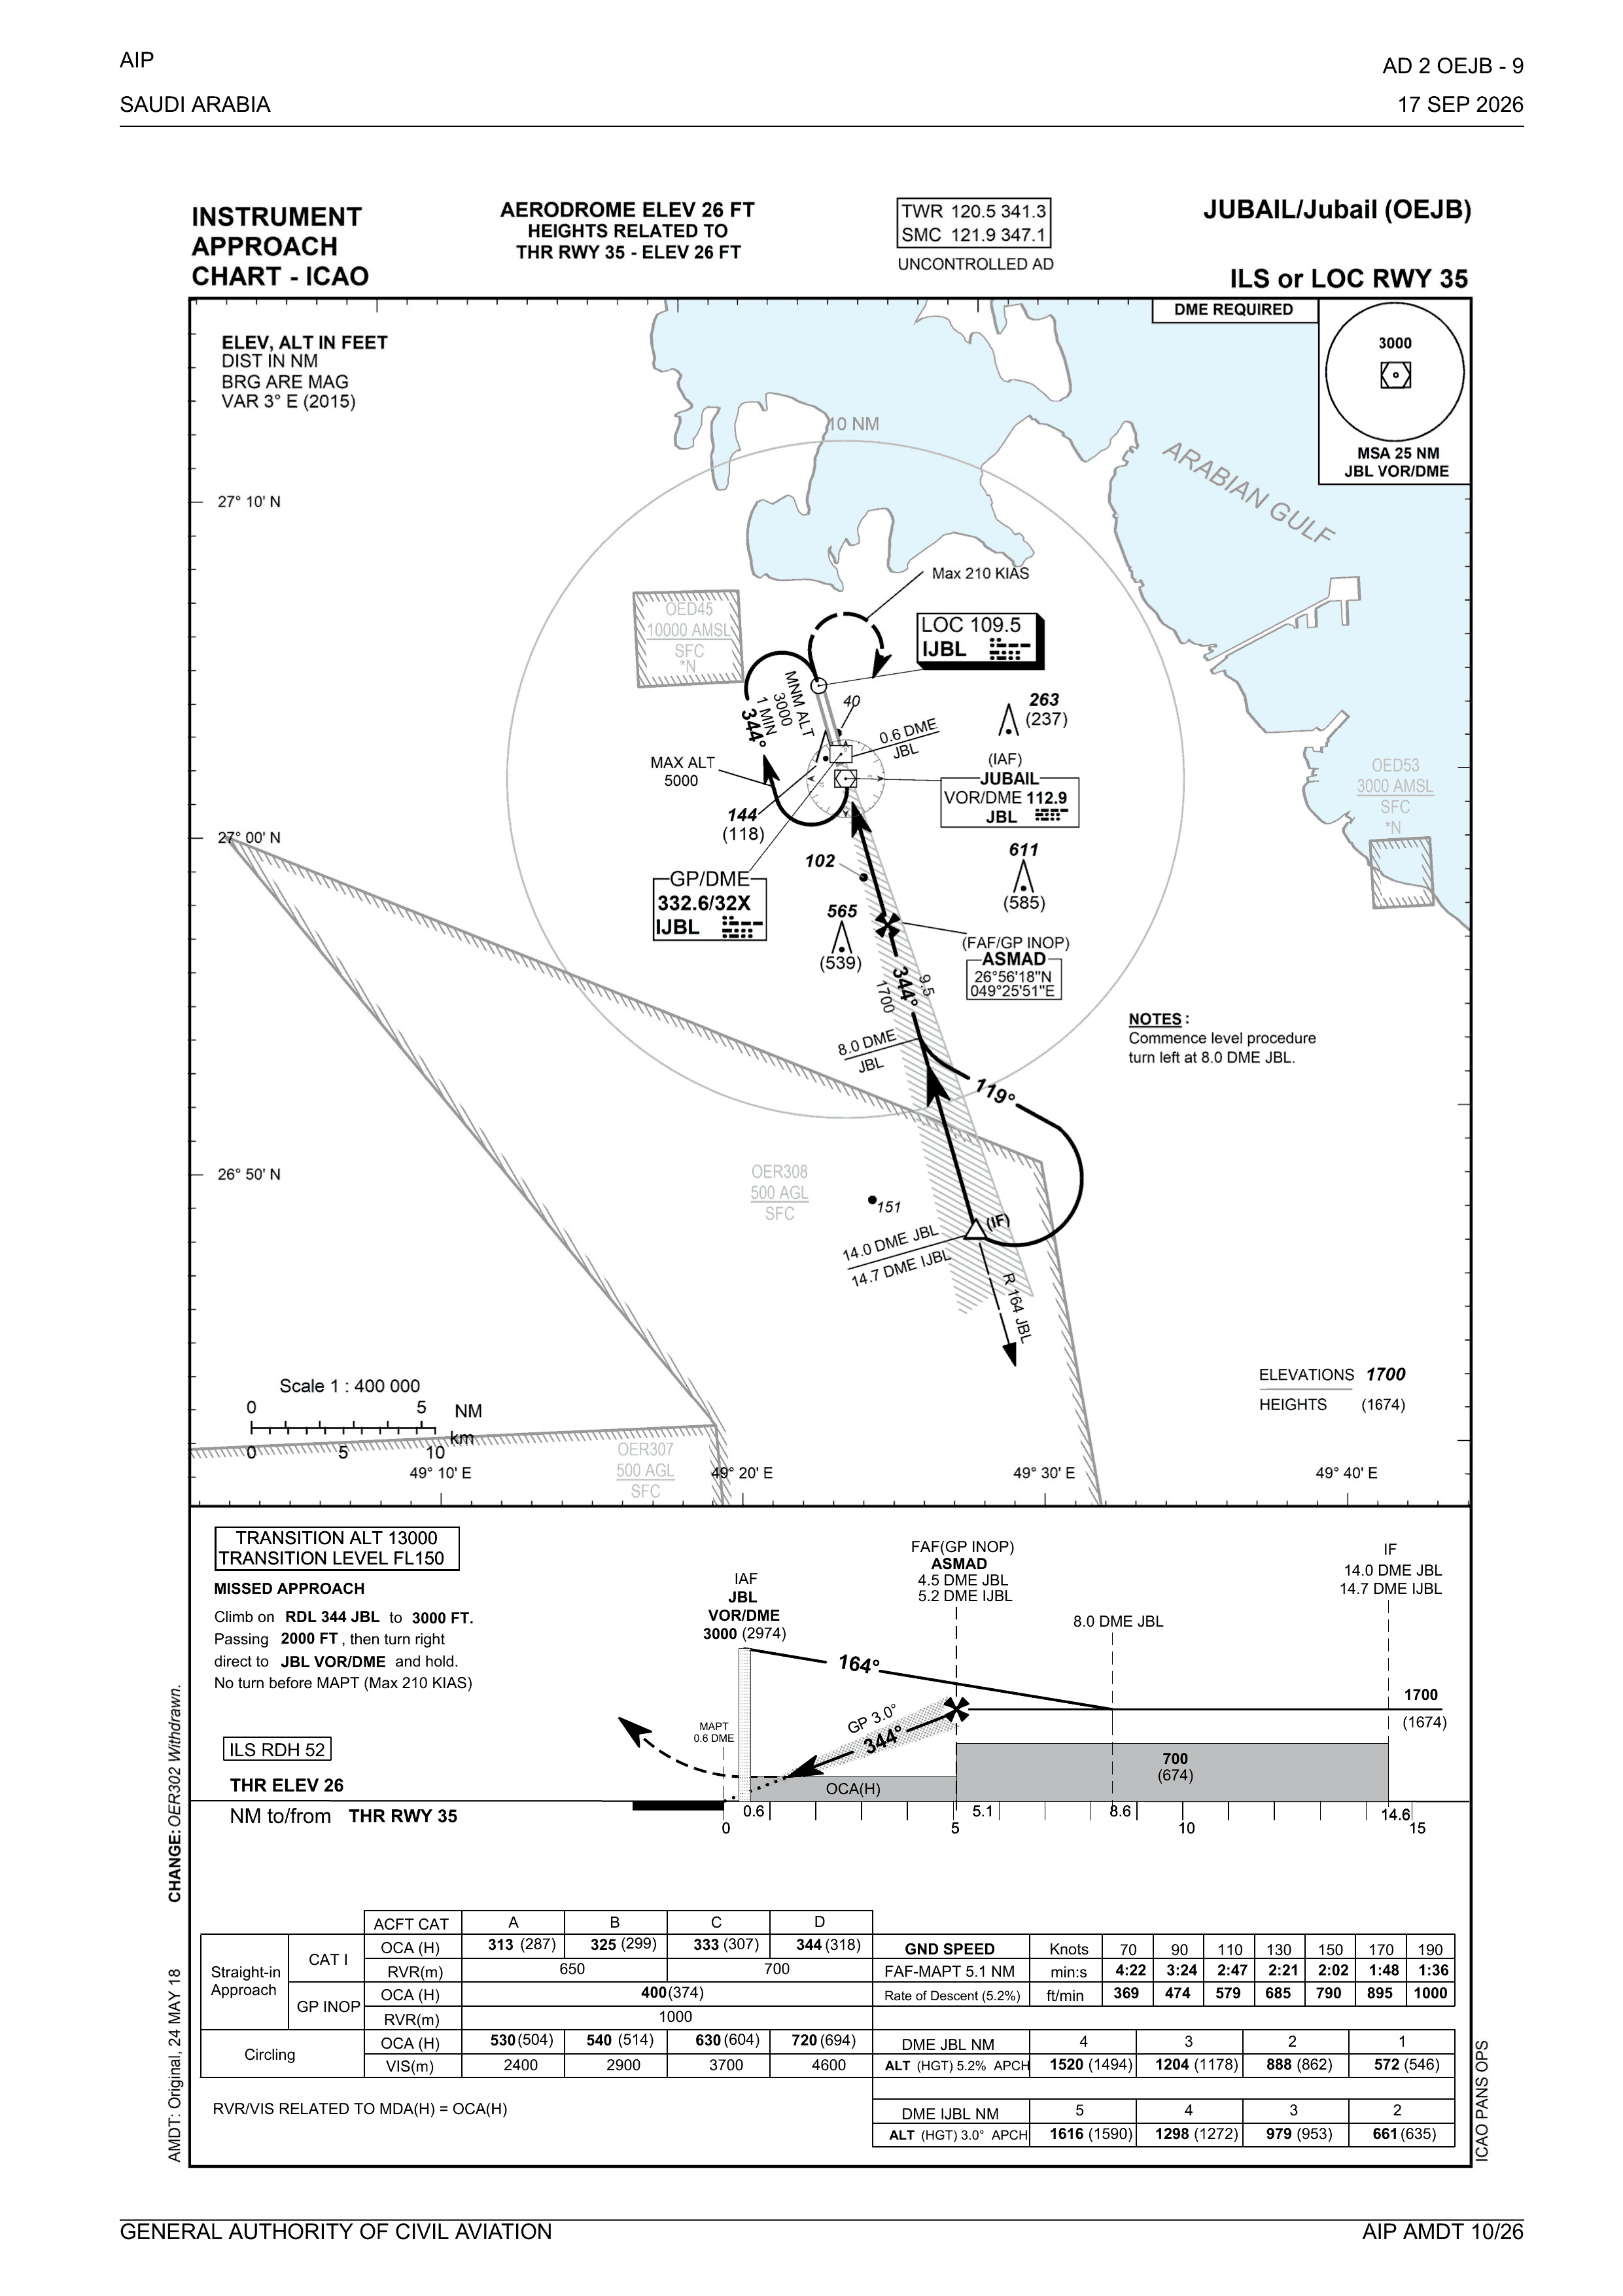 AIP
AD 2 OEJB - 9
SAUDI ARABIA
17 SEP 2026
INSTRUMENT
APPROACH
CHART - ICAO
AERODROME ELEV 26 FT
HEIGHTS RELATED TO
THR RWY 35 - ELEV 26 FT
TWR 120.5 341.3
SMC 121.9 347.1
UNCONTROLLED AD
JUBAIL/Jubail (OEJB)
ILS or LOC RWY 35
DME REQUIRED
3000
MSA 25 NM
JBL VOR/DME
ELEV, ALT IN FEET
DIST IN NM
BRG ARE MAG
VAR 3° E (2015)
10 NM
ARABIAN GULF
27° 10' N
Max 210 KIAS
OED45
10000 AMSL
SFC
*N
LOC 109.5
IJBL
MNM ALT
3000
1 MIN
344°
40
263
(237)
0.6 DME
JBL
MAX ALT
5000
(IAF)
JUBAIL
VOR/DME 112.9
JBL
OED53
3000 AMSL
SFC
*N
144
(118)
27° 00' N
102
611
(585)
GP/DME
332.6/32X
IJBL
565
(539)
(FAF/GP INOP)
ASMAD
26°56'18"N
049°25'51"E
344°
9.5
1700
NOTES :
Commence level procedure
turn left at 8.0 DME JBL.
8.0 DME
JBL
119°
26° 50' N
OER308
500 AGL
SFC
151
(IF)
14.0 DME JBL
14.7 DME IJBL
R 164 JBL
ELEVATIONS 1700
HEIGHTS (1674)
Scale 1 : 400 000
0 5 NM
0 5 10 km
OER307
500 AGL
SFC
49° 10' E
49° 20' E
49° 30' E
49° 40' E
TRANSITION ALT 13000
TRANSITION LEVEL FL150
MISSED APPROACH
Climb on RDL 344 JBL to 3000 FT.
Passing 2000 FT , then turn right
direct to JBL VOR/DME and hold.
No turn before MAPT (Max 210 KIAS)
ILS RDH 52
THR ELEV 26
NM to/from THR RWY 35
IAF
JBL
VOR/DME
3000 (2974)
FAF(GP INOP)
ASMAD
4.5 DME JBL
5.2 DME IJBL
8.0 DME JBL
IF
14.0 DME JBL
14.7 DME IJBL
164°
1700
(1674)
GP 3.0°
344°
MAPT
0.6 DME
700
(674)
OCA(H)
0.6 5.1 8.6 14.6
0 5 10 15
ACFT CAT A B C D
Straight-in
Approach
CAT I
OCA (H) 313 (287) 325 (299) 333 (307) 344 (318)
RVR(m) 650 700
GP INOP
OCA (H) 400(374)
RVR(m) 1000
Circling
OCA (H) 530(504) 540 (514) 630 (604) 720 (694)
VIS(m) 2400 2900 3700 4600
GND SPEED Knots 70 90 110 130 150 170 190
FAF-MAPT 5.1 NM min:s 4:22 3:24 2:47 2:21 2:02 1:48 1:36
Rate of Descent (5.2%) ft/min 369 474 579 685 790 895 1000
DME JBL NM 4 3 2 1
ALT (HGT) 5.2% APCH 1520 (1494) 1204 (1178) 888 (862) 572 (546)
DME IJBL NM 5 4 3 2
ALT (HGT) 3.0° APCH 1616 (1590) 1298 (1272) 979 (953) 661 (635)
RVR/VIS RELATED TO MDA(H) = OCA(H)
CHANGE: OER302 Withdrawn.
AMDT: Original, 24 MAY 18
ICAO PANS OPS
GENERAL AUTHORITY OF CIVIL AVIATION
AIP AMDT 10/26